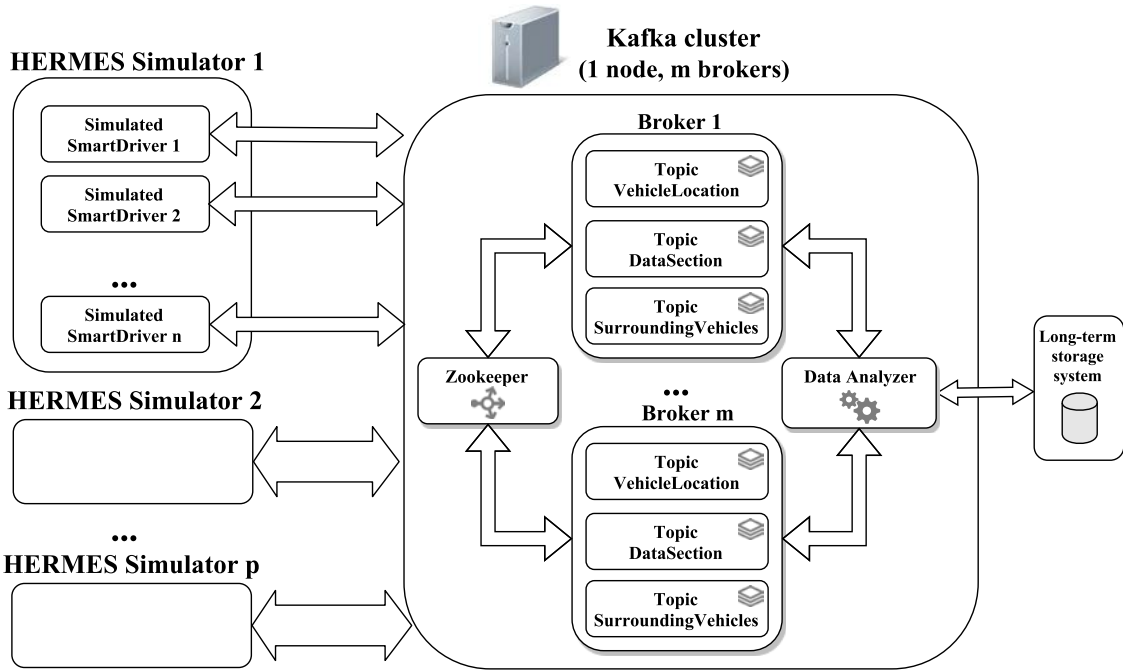 HERMES Simulator 1
Simulated
SmartDriver 1
Simulated
SmartDriver 2
...
Simulated
SmartDriver n
HERMES Simulator 2
...
HERMES Simulator p
Kafka cluster
(1 node, m brokers)
Broker 1
Topic
VehicleLocation
Topic
DataSection
Topic
SurroundingVehicles
Zookeeper
...
Data Analyzer
Broker m
Topic
VehicleLocation
Topic
DataSection
Topic
SurroundingVehicles
Long-term
storage
system